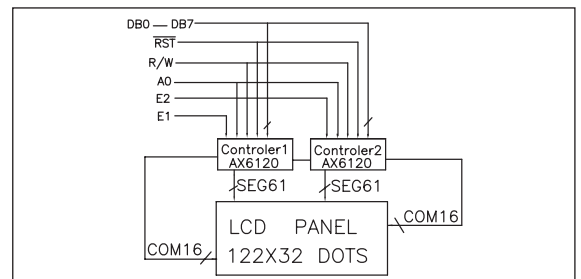 DB0 — DB7
RST
R/W
A0
E2
E1
Controler1 Controler2
AX6120 AX6120
SEG61 SEG61
LCD PANEL COM16
COM16 122X32 DOTS